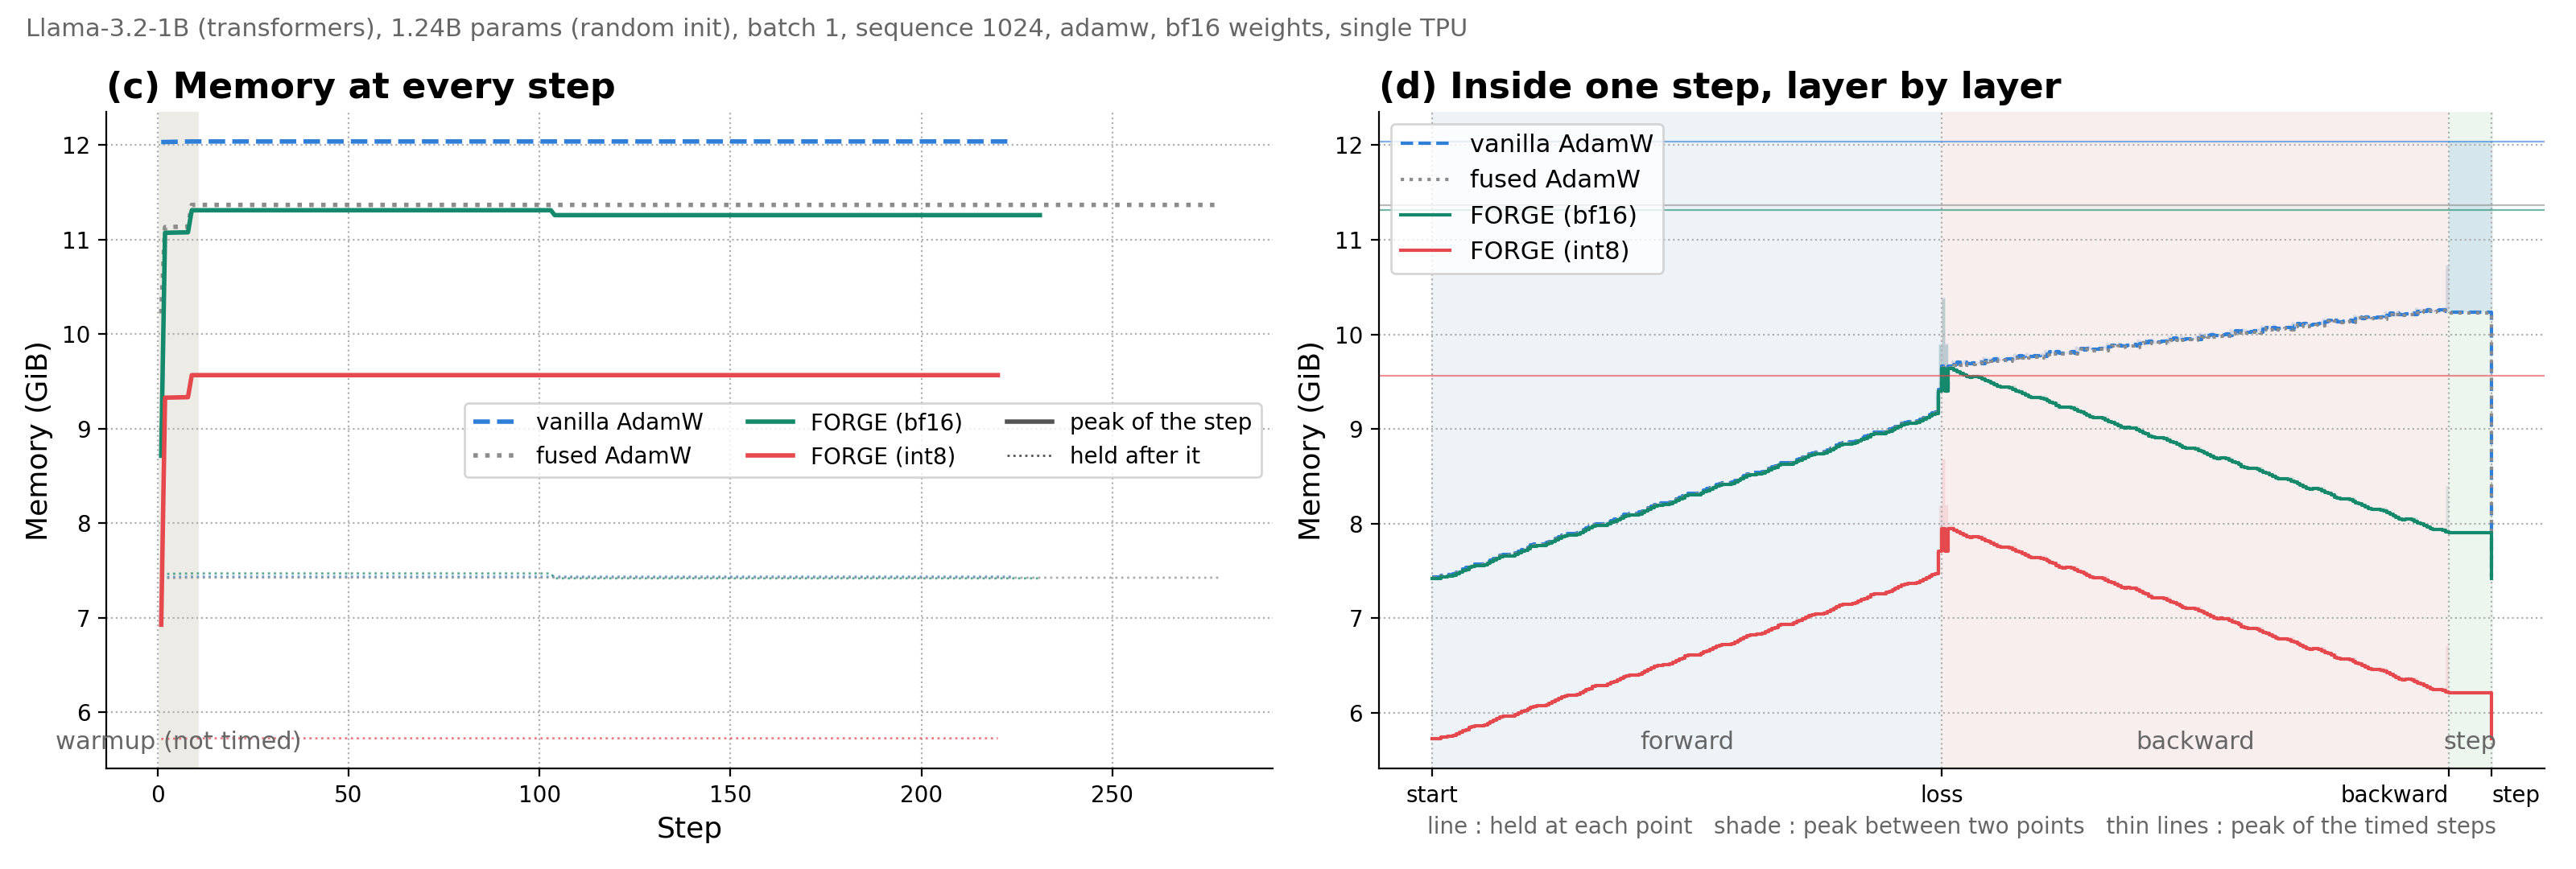 Llama-3.2-1B (transformers), 1.24B params (random init), batch 1, sequence 1024, adamw, bf16 weights, single TPU
(c) Memory at every step
Memory (GiB)
12
11
10
9
8
7
6
vanilla AdamW
fused AdamW
FORGE (bf16)
FORGE (int8)
peak of the step
held after it
warmup (not timed)
0 50 100 150 200 250
Step
(d) Inside one step, layer by layer
Memory (GiB)
12
11
10
9
8
7
6
vanilla AdamW
fused AdamW
FORGE (bf16)
FORGE (int8)
forward backward step
start loss backward step
line : held at each point shade : peak between two points thin lines : peak of the timed steps